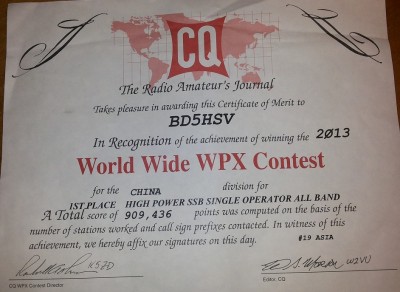 CQ
The Radio Amateur's Journal
Takes pleasure in awarding this Certificate of Merit to
BD5HSV
In Recognition of the achievement of winning the 2013
World Wide WPX Contest
for the CHINA division for
1ST.PLACE HIGH POWER SSB SINGLE OPERATOR ALL BAND
A Total score of 909,436 points was computed on the basis of the
number of stations worked and call sign prefixes contacted. In witness of this
achievement, we hereby affix our signatures on this day. #19 ASIA
K5ZD
W2VU
CQ WPX Contest Director
Editor, CQ